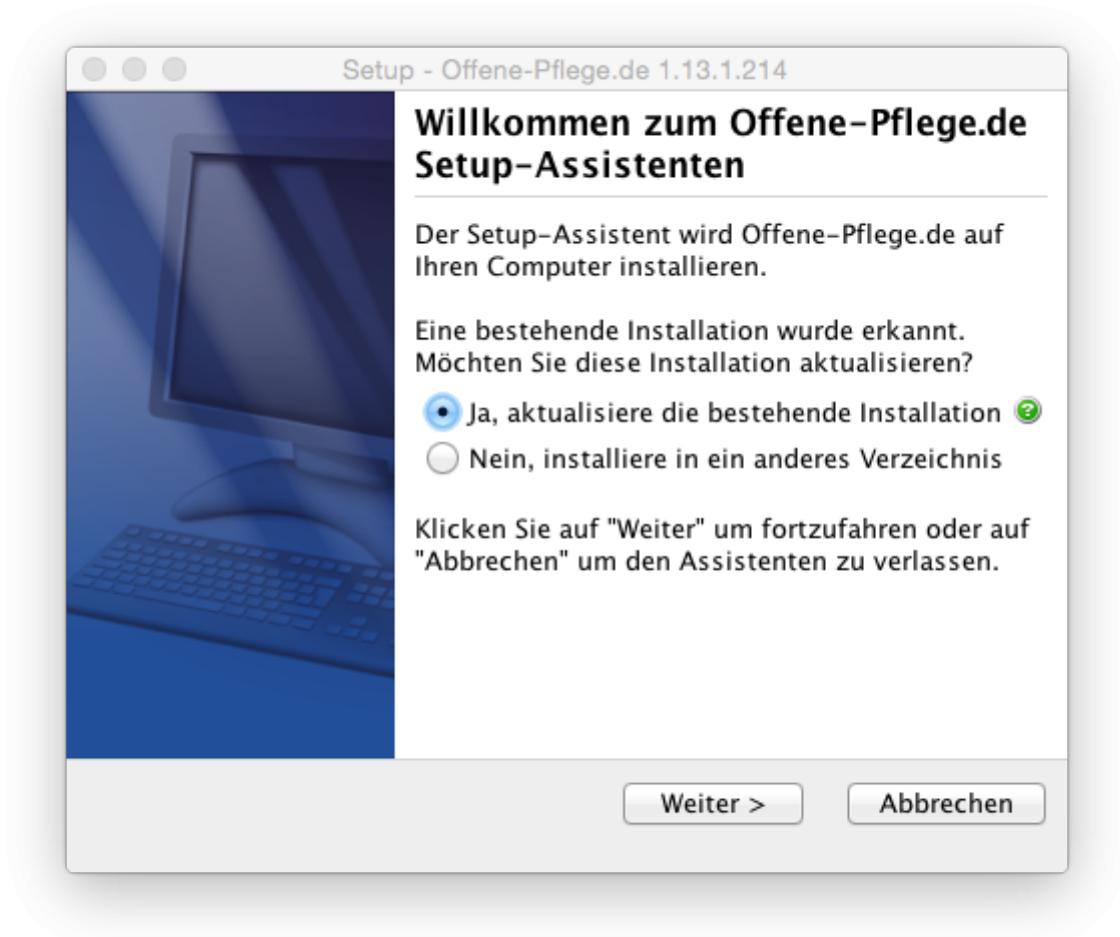 Setup - Offene-Pflege.de 1.13.1.214
Willkommen zum Offene-Pflege.de
Setup-Assistenten
Der Setup-Assistent wird Offene-Pflege.de auf
Ihren Computer installieren.
Eine bestehende Installation wurde erkannt.
Möchten Sie diese Installation aktualisieren?
Ja, aktualisiere die bestehende Installation ?
Nein, installiere in ein anderes Verzeichnis
Klicken Sie auf "Weiter" um fortzufahren oder auf
"Abbrechen" um den Assistenten zu verlassen.
Weiter > Abbrechen